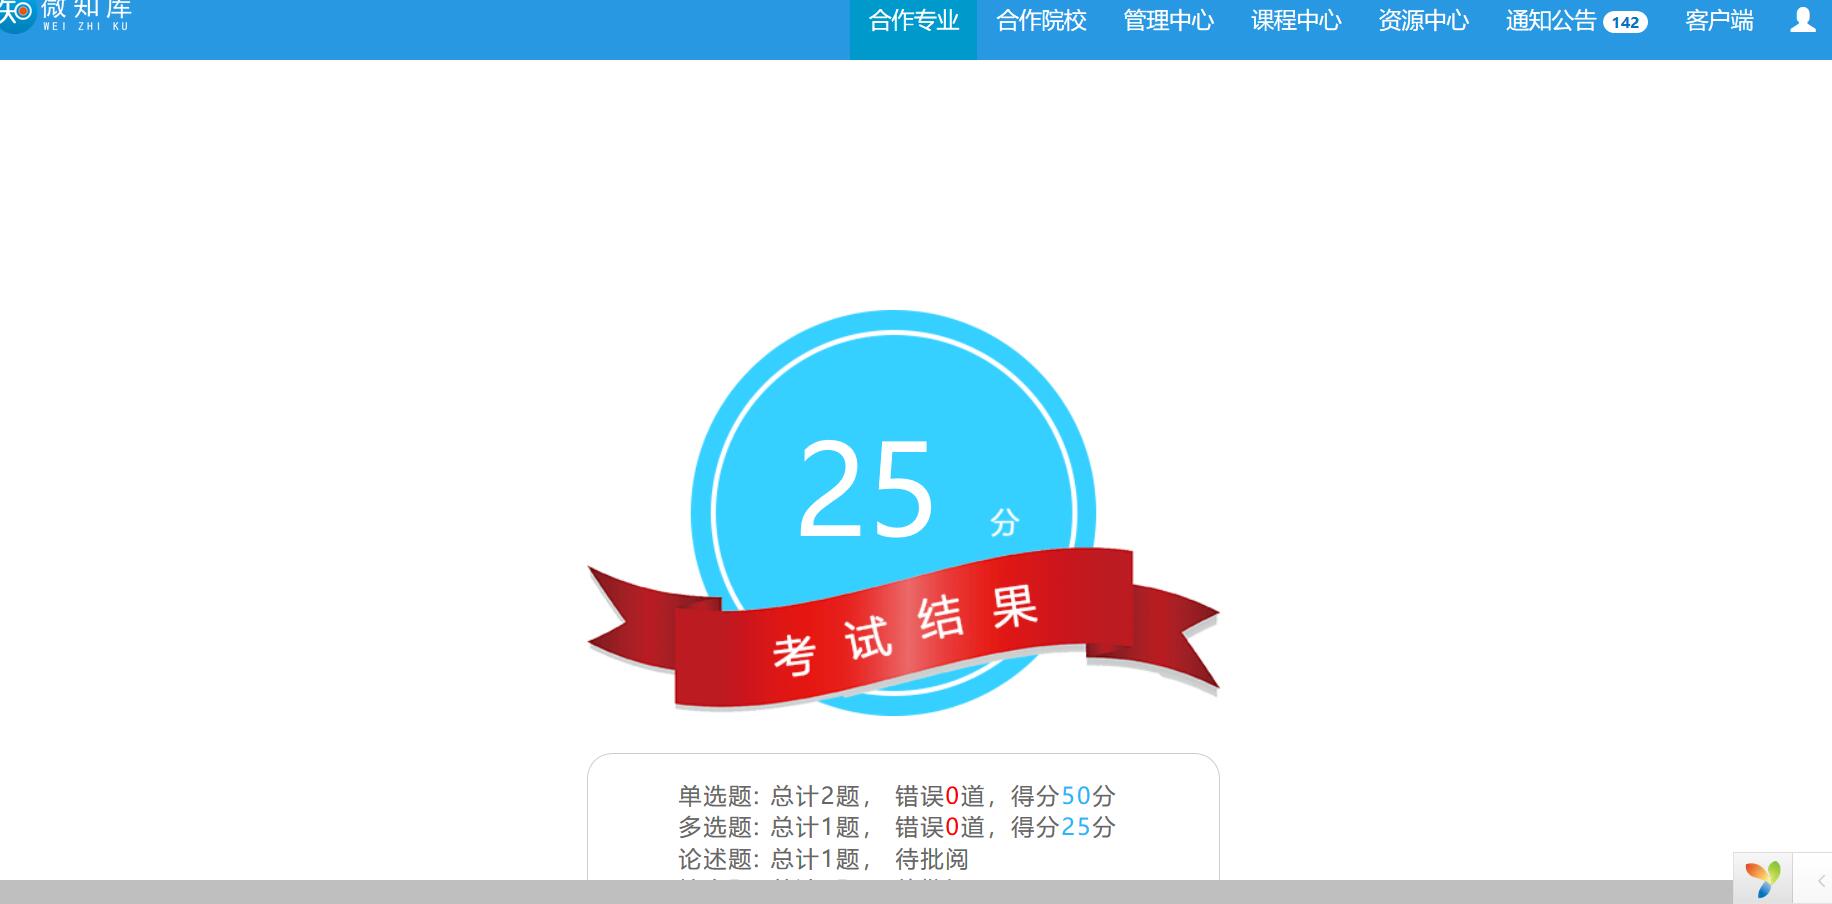 微知库
WEI ZHI KU
合作专业 合作院校 管理中心 课程中心 资源中心 通知公告 142 客户端
25 分
考试结果
单选题: 总计2题， 错误0道，得分50分
多选题: 总计1题， 错误0道，得分25分
论述题: 总计1题， 待批阅